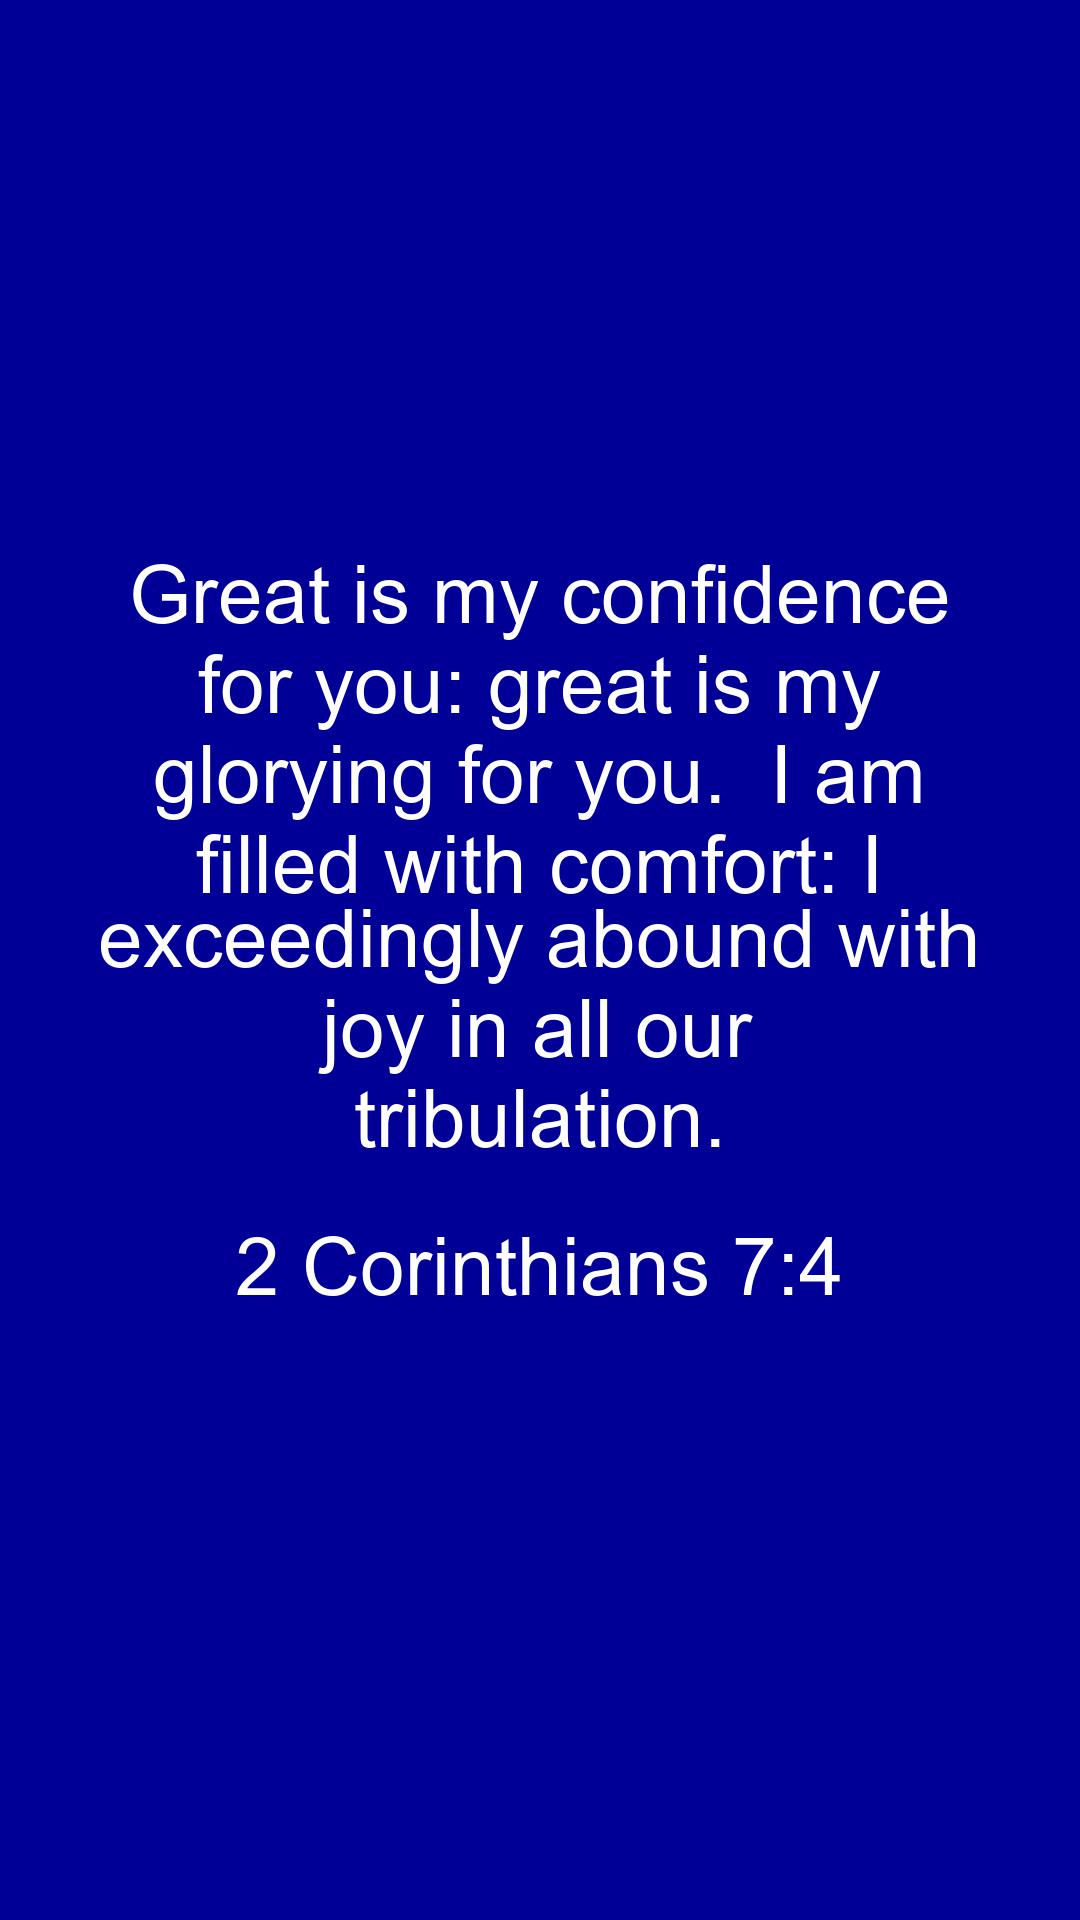 Great is my confidence
for you: great is my
glorying for you.  I am
filled with comfort: I
exceedingly abound with
joy in all our
tribulation.
2 Corinthians 7:4